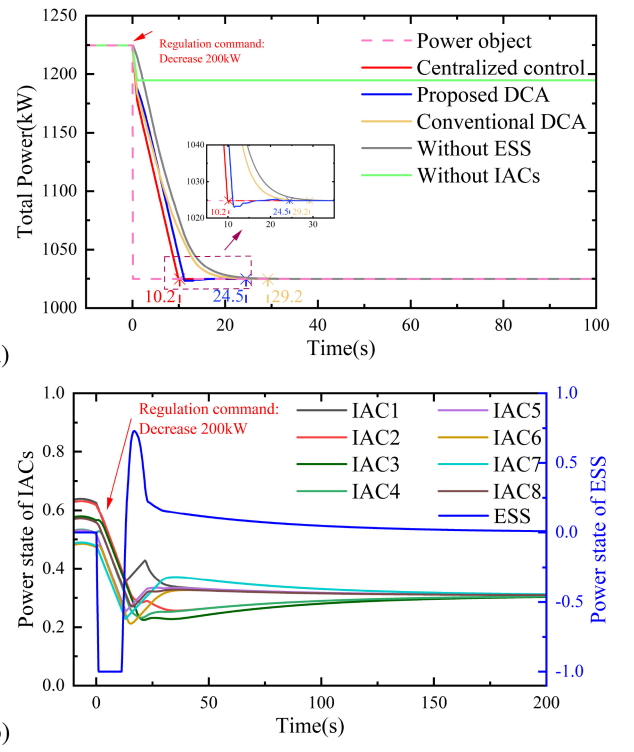 1250
1200
1150
1100
1050
1000
Total Power(kW)
Regulation command:
Decrease 200kW
Power object
Centralized control
Proposed DCA
Conventional DCA
Without ESS
Without IACs
1040
1030
1020
10.2
24.5
29.2
10
20
30
10.2
24.5
29.2
0
20
40
60
80
100
Time(s)
)
1.0
0.8
0.6
0.4
0.2
0.0
Power state of IACs
Regulation command:
Decrease 200kW
IAC1
IAC2
IAC3
IAC4
IAC5
IAC6
IAC7
IAC8
ESS
1.0
0.5
0.0
-0.5
-1.0
Power state of ESS
0
50
100
150
200
Time(s)
)